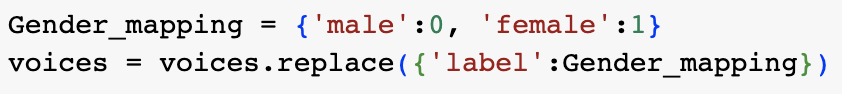 Gender_mapping = {'male':0, 'female':1}
voices = voices.replace({'label':Gender_mapping})